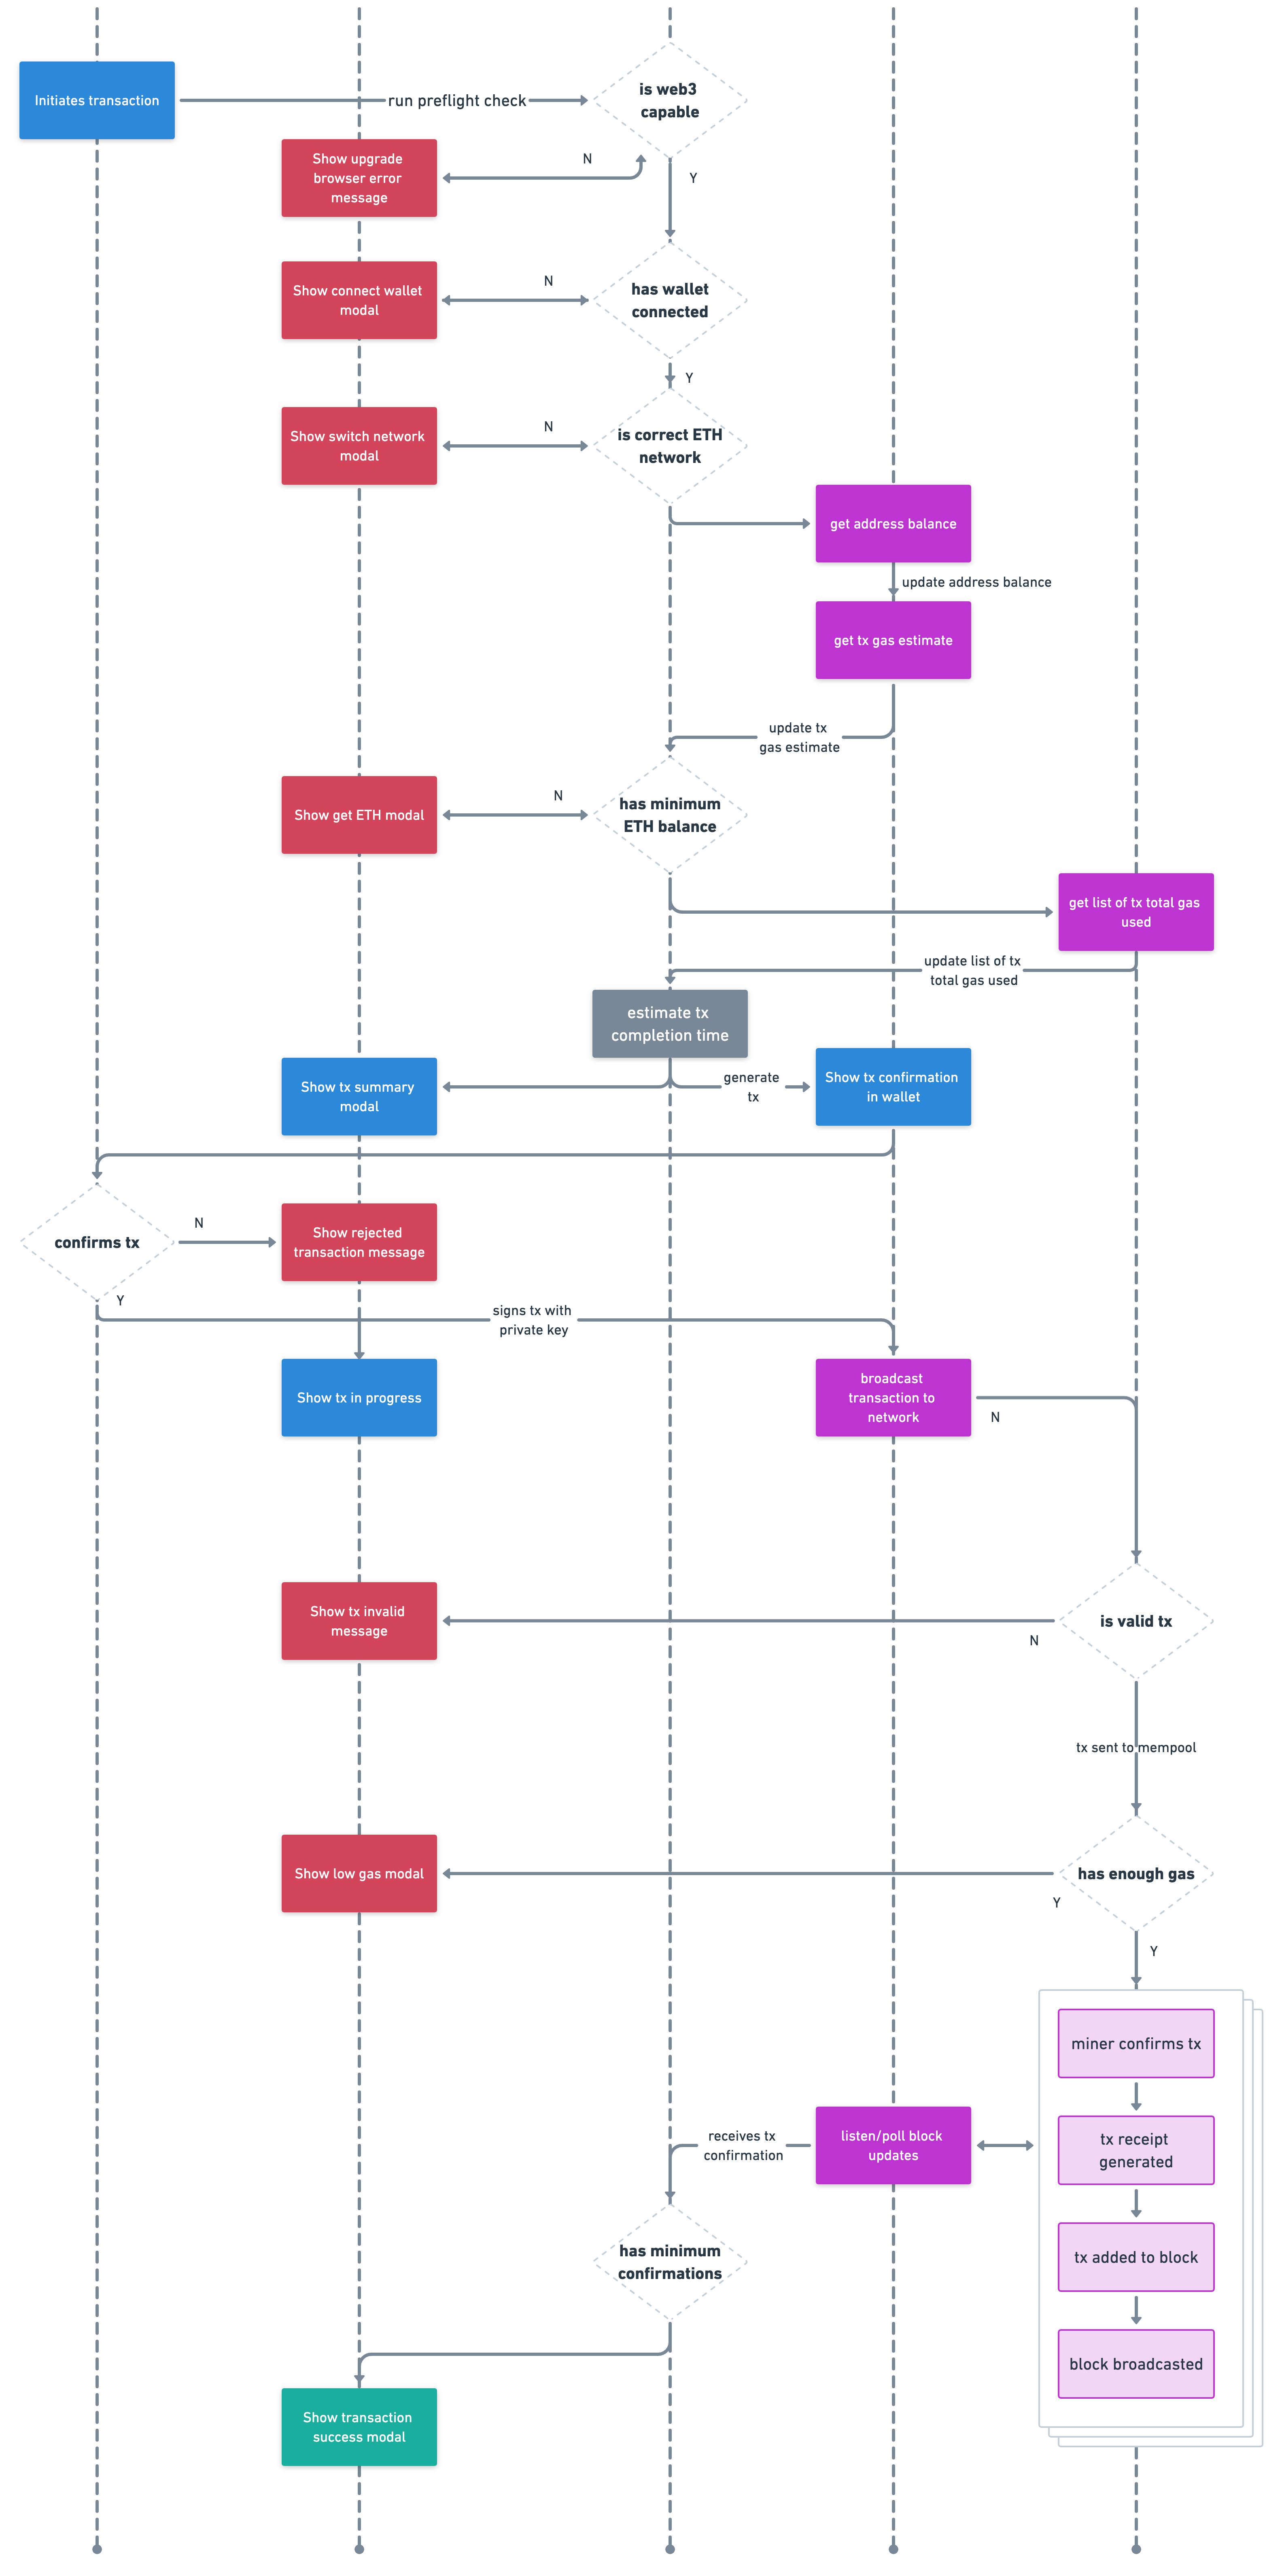 Initiates transaction
run preflight check
is web3
capable
Show upgrade
browser error
message
N
Y
Show connect wallet
modal
N
has wallet
connected
Y
Show switch network
modal
N
is correct ETH
network
get address balance
update address balance
get tx gas estimate
update tx
gas estimate
Show get ETH modal
N
has minimum
ETH balance
get list of tx total gas
used
update list of tx
total gas used
estimate tx
completion time
Show tx summary
modal
generate
tx
Show tx confirmation
in wallet
confirms tx
N
Show rejected
transaction message
Y
signs tx with
private key
Show tx in progress
broadcast
transaction to
network
N
Show tx invalid
message
is valid tx
N
tx sent to mempool
Show low gas modal
has enough gas
Y
Y
miner confirms tx
receives tx
confirmation
listen/poll block
updates
tx receipt
generated
has minimum
confirmations
tx added to block
block broadcasted
Show transaction
success modal